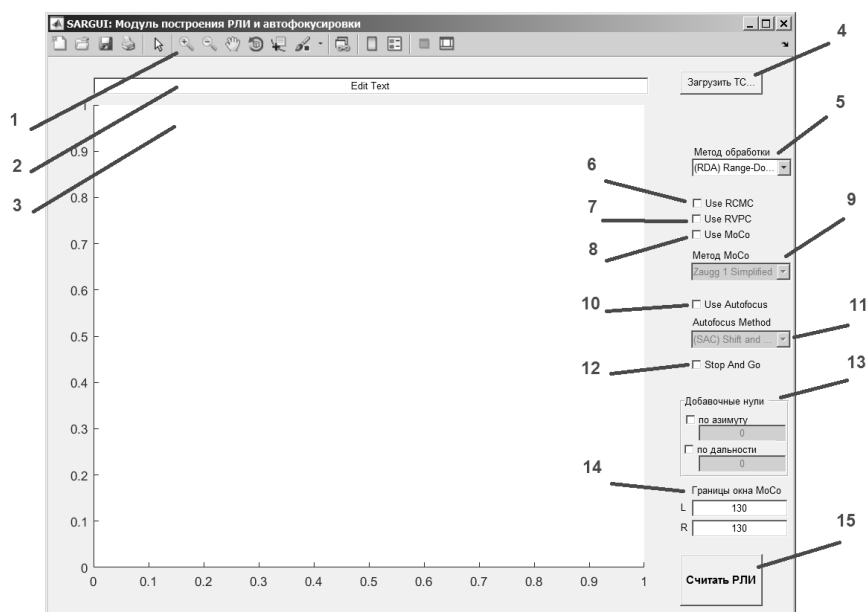 SARGUI: Модуль построения РЛИ и автофокусировки
4
Загрузить ТС...
Edit Text
1
5
2
Метод обработки
(RDA) Range-Do...
3
6
Use RCMC
7
Use RVPC
8
Use MoCo
9
Метод MoCo
Zaugg 1 Simplified
10
Use Autofocus
11
Autofocus Method
(SAC) Shift and ...
12
Stop And Go
13
Добавочные нули
по азимуту
0
по дальности
0
14
Границы окна MoCo
L 130
R 130
15
Считать РЛИ
1
0.9
0.8
0.7
0.6
0.5
0.4
0.3
0.2
0.1
0
0 0.1 0.2 0.3 0.4 0.5 0.6 0.7 0.8 0.9 1